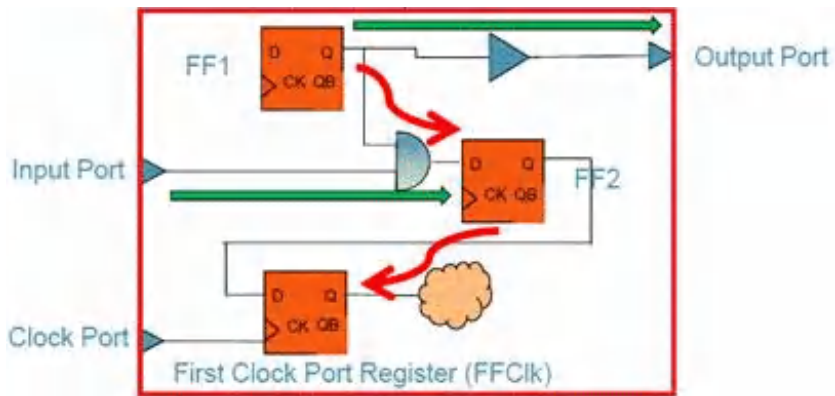 FF1
D Q
CK QB
Output Port
Input Port
D Q
CK QB
FF2
D Q
CK QB
Clock Port
First Clock Port Register (FFClk)